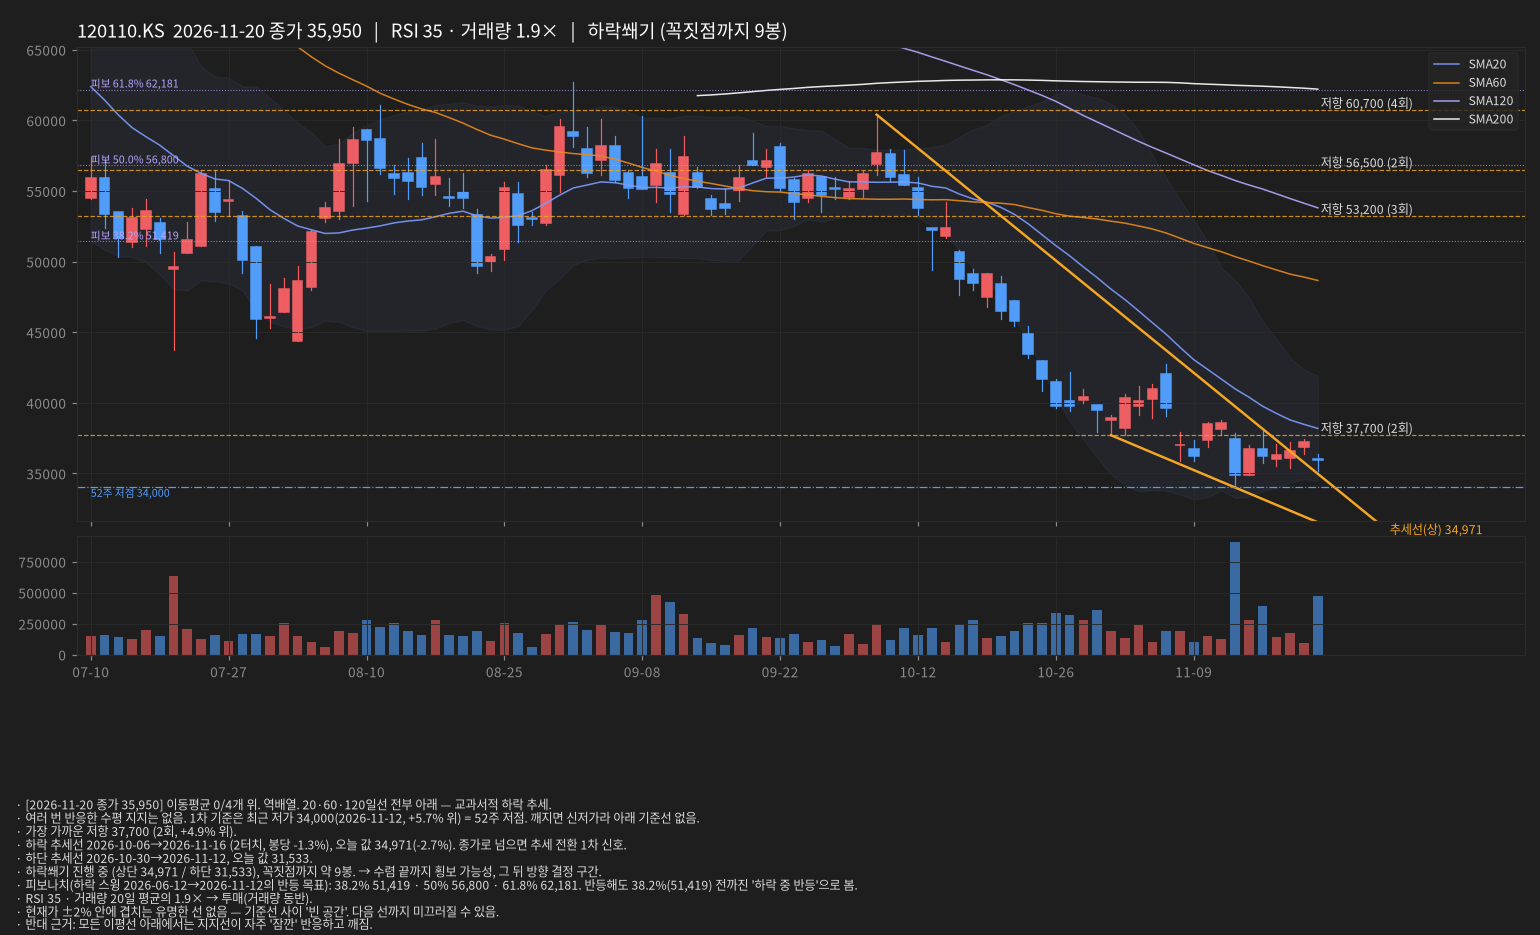 120110.KS 2026-11-20 종가 35,950 | RSI 35 · 거래량 1.9× | 하락쐐기 (꼭짓점까지 9봉)
65000
60000
55000
50000
45000
40000
35000
SMA20
SMA60
SMA120
SMA200
피보 61.8% 62,181
저항 60,700 (4회)
피보 50.0% 56,800
저항 56,500 (2회)
저항 53,200 (3회)
피보 38.2% 51,419
저항 37,700 (2회)
52주 저점 34,000
추세선(상) 34,971
750000
500000
250000
0
07-10 07-27 08-10 08-25 09-08 09-22 10-12 10-26 11-09
· [2026-11-20 종가 35,950] 이동평균 0/4개 위. 역배열. 20·60·120일선 전부 아래 — 교과서적 하락 추세.
· 여러 번 반응한 수평 지지는 없음. 1차 기준은 최근 저가 34,000(2026-11-12, +5.7% 위) = 52주 저점. 깨지면 신저가라 아래 기준선 없음.
· 가장 가까운 저항 37,700 (2회, +4.9% 위).
· 하락 추세선 2026-10-06→2026-11-16 (2터치, 봉당 -1.3%), 오늘 값 34,971(-2.7%). 종가로 넘으면 추세 전환 1차 신호.
· 하단 추세선 2026-10-30→2026-11-12, 오늘 값 31,533.
· 하락쐐기 진행 중 (상단 34,971 / 하단 31,533), 꼭짓점까지 약 9봉. → 수렴 끝까지 횡보 가능성, 그 뒤 방향 결정 구간.
· 피보나치(하락 스윙 2026-06-12→2026-11-12의 반등 목표): 38.2% 51,419 · 50% 56,800 · 61.8% 62,181. 반등해도 38.2%(51,419) 전까진 '하락 중 반등'으로 봄.
· RSI 35 · 거래량 20일 평균의 1.9× → 투매(거래량 동반).
· 현재가 ±2% 안에 겹치는 유명한 선 없음 — 기준선 사이 '빈 공간'. 다음 선까지 미끄러질 수 있음.
· 반대 근거: 모든 이평선 아래에서는 지지선이 자주 '잠깐' 반응하고 깨짐.